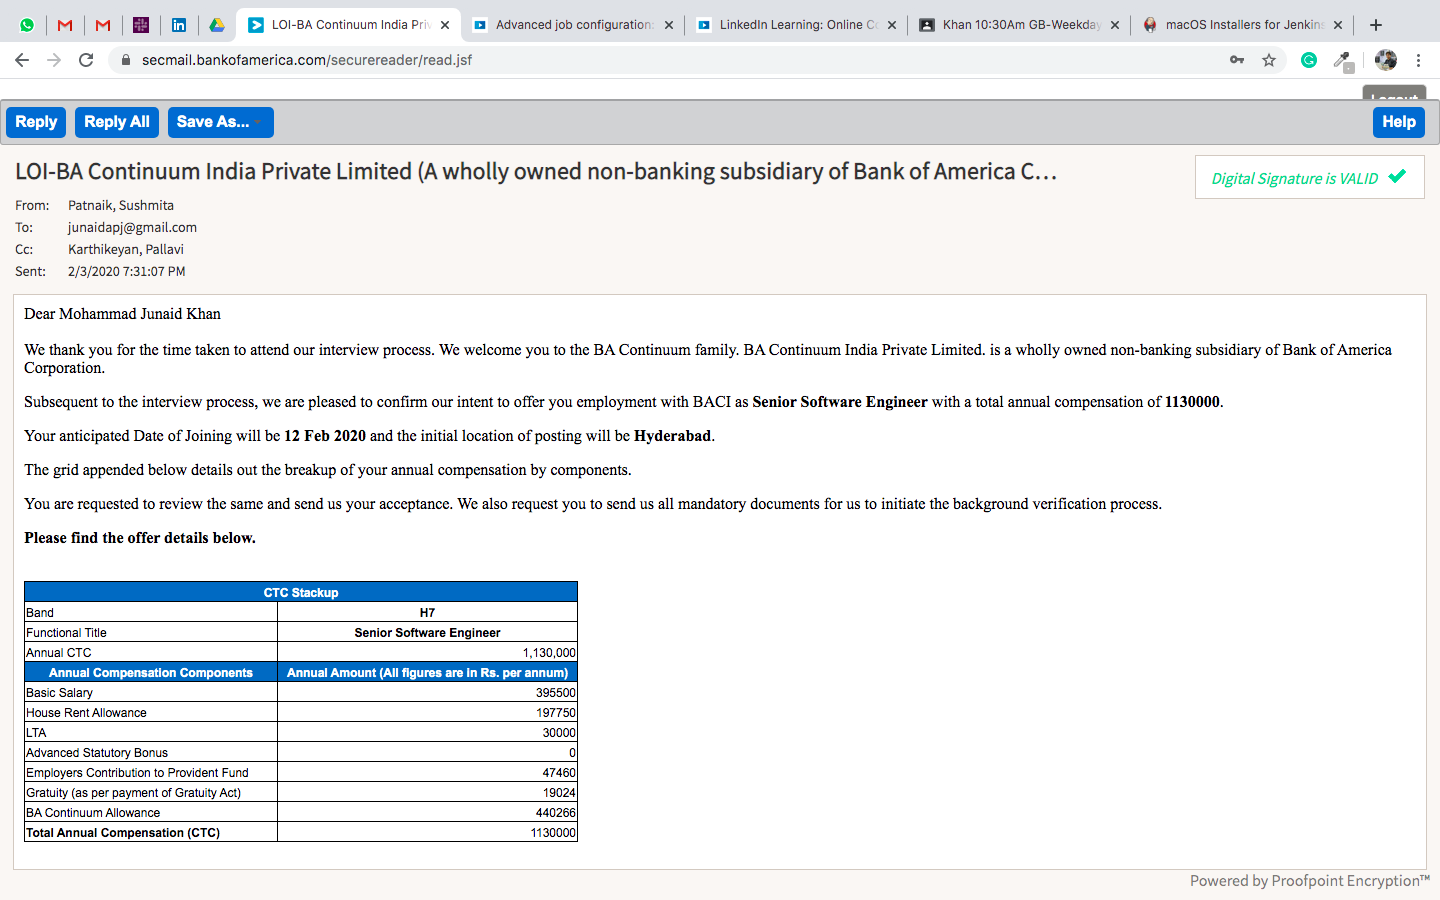 LOI-BA Continuum India Priv
Advanced job configuration:
LinkedIn Learning: Online C
Khan 10:30Am GB-Weekday
macOS Installers for Jenkins
secmail.bankofamerica.com/securereader/read.jsf
Logout
Reply
Reply All
Save As...
Help
LOI-BA Continuum India Private Limited (A wholly owned non-banking subsidiary of Bank of America C...
Digital Signature is VALID
From: Patnaik, Sushmita
To: junaidapj@gmail.com
Cc: Karthikeyan, Pallavi
Sent: 2/3/2020 7:31:07 PM
Dear Mohammad Junaid Khan
We thank you for the time taken to attend our interview process. We welcome you to the BA Continuum family. BA Continuum India Private Limited. is a wholly owned non-banking subsidiary of Bank of America
Corporation.
Subsequent to the interview process, we are pleased to confirm our intent to offer you employment with BACI as Senior Software Engineer with a total annual compensation of 1130000.
Your anticipated Date of Joining will be 12 Feb 2020 and the initial location of posting will be Hyderabad.
The grid appended below details out the breakup of your annual compensation by components.
You are requested to review the same and send us your acceptance. We also request you to send us all mandatory documents for us to initiate the background verification process.
Please find the offer details below.
CTC Stackup
Band H7
Functional Title Senior Software Engineer
Annual CTC 1,130,000
Annual Compensation Components Annual Amount (All figures are in Rs. per annum)
Basic Salary 395500
House Rent Allowance 197750
LTA 30000
Advanced Statutory Bonus 0
Employers Contribution to Provident Fund 47460
Gratuity (as per payment of Gratuity Act) 19024
BA Continuum Allowance 440266
Total Annual Compensation (CTC) 1130000
Powered by Proofpoint Encryption™